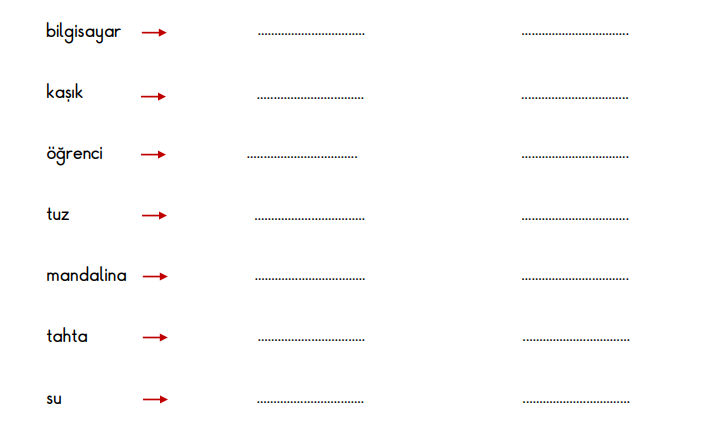 bilgisayar ................................ ................................
kaşık ................................ ................................
öğrenci ................................ ................................
tuz ................................ ................................
mandalina ................................ ................................
tahta ................................ ................................
su ................................ ................................